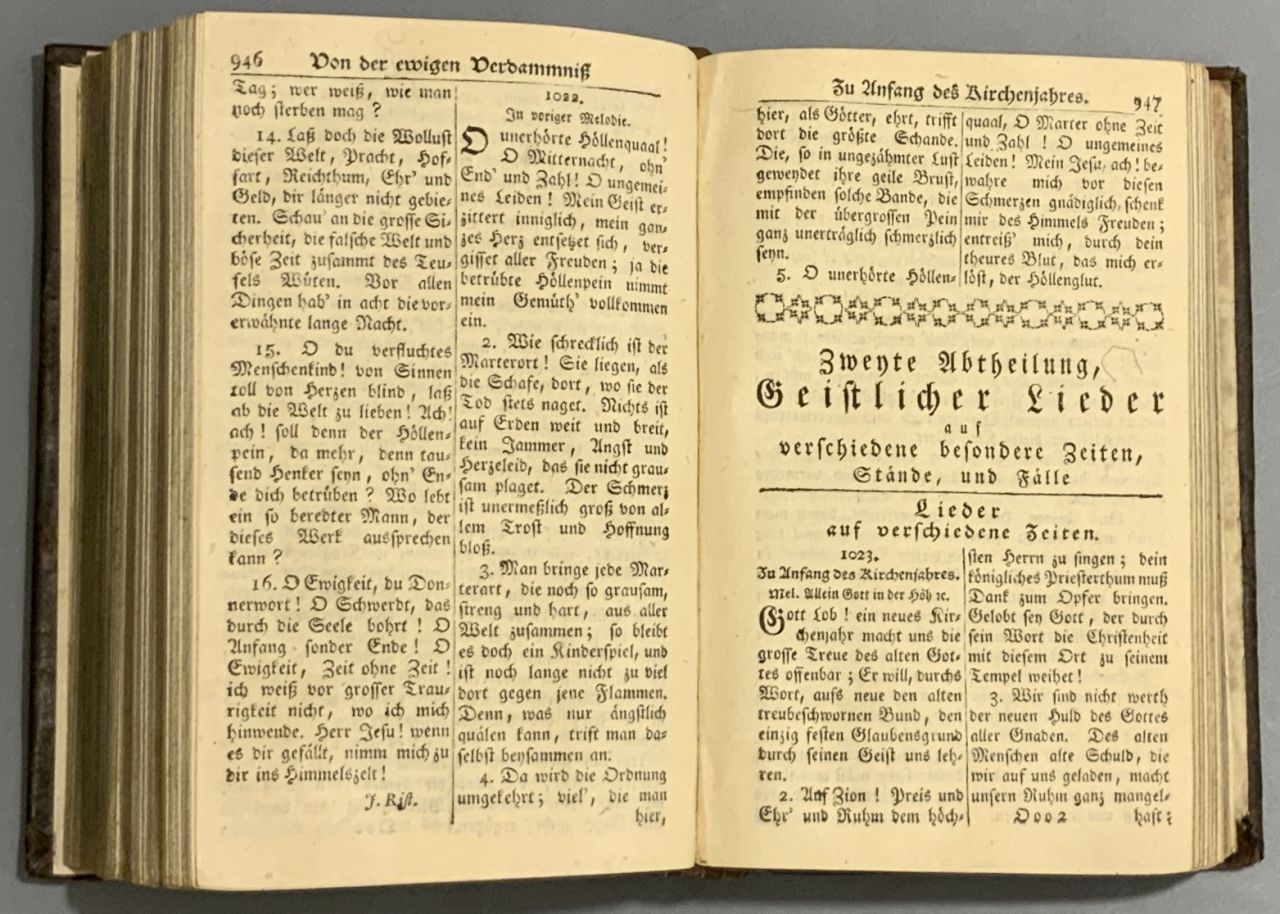 946 Von der ewigen Verdammniß
Tag; wer weiß, wie man
noch sterben mag ?
14. Laß doch die Wollust
dieser Welt, Pracht, Hof-
fart, Reichthum, Ehr' und
Geld, dir länger nicht gebie-
ten. Schau' an die grosse Si-
cherheit, die falsche Welt und
böse Zeit zusammt des Teu-
fels Wüten. Vor allen
Dingen hab' in acht die vor-
erwähnte lange Nacht.
15. O du verfluchtes
Menschenkind! von Sinnen
toll von Herzen blind, laß
ab die Welt zu lieben! Ach!
ach! soll denn der Höllen-
pein, da mehr, denn tau-
send Henker seyn, ohn' En-
de dich betrüben ? Wo lebt
ein so beredter Mann, der
dieses Werk aussprechen
kann ?
16. O Ewigkeit, du Don-
nerwort! O Schwerdt, das
durch die Seele bohrt ! O
Anfang sonder Ende! O
Ewigkeit, Zeit ohne Zeit !
ich weiß vor grosser Trau-
rigkeit nicht, wo ich mich
hinwende. Herr Jesu! wenn
es dir gefällt, nimm mich zu
dir ins Himmelszelt!
J. Rist.
1022.
In voriger Melodie.
O unerhörte Höllenquaal!
O Mitternacht, ohn'
End' und Zahl! O ungemei-
nes Leiden! Mein Geist er-
zittert inniglich, mein gan-
zes Herz entsetzet sich, ver-
gisset aller Freuden; ja die
betrübte Höllenpein nimmt
mein Gemüth' vollkommen
ein.
2. Wie schrecklich ist der
Marterort! Sie liegen, als
die Schafe, dort, wo sie der
Tod stets naget. Nichts ist
auf Erden weit und breit,
kein Jammer, Angst und
Herzeleid, das sie nicht grau-
sam plaget. Der Schmerz
ist unermeßlich groß von al-
lem Trost und Hoffnung
bloß.
3. Man bringe jede Mar-
terart, die noch so grausam,
streng und hart, aus aller
Welt zusammen; so bleibt
es doch ein Kinderspiel, und
ist noch lange nicht zu viel
dort gegen jene Flammen.
Denn, was nur ängstlich
quälen kann, trift man da-
selbst beysammen an.
4. Da wird die Ordnung
umgekehrt; viel', die man
hier,
Zu Anfang des Kirchenjahres. 947
hier, als Götter, ehrt, trifft
dort die größte Schande.
Die, so in ungezähmter Lust
geweydet ihre geile Brust,
empfinden solche Bande, die
mit der übergrossen Pein
ganz unerträglich schmerzlich
seyn.
5. O unerhörte Höllen-
quaal, O Marter ohne Zeit
und Zahl ! O ungemeines
Leiden! Mein Jesu, ach! be-
wahre mich vor diesen
Schmerzen gnädiglich, schenk
mir des Himmels Freuden;
entreiß' mich, durch dein
theures Blut, das mich er-
löst, der Höllenglut.
Zweyte Abtheilung,
Geistlicher Lieder
auf
verschiedene besondere Zeiten,
Stände, und Fälle
Lieder
auf verschiedene Zeiten.
1023.
Zu Anfang des Kirchenjahres.
Mel. Allein Gott in der Höh ꝛc.
Gott Lob ! ein neues Kir-
chenjahr macht uns die
grosse Treue des alten Got-
tes offenbar ; Er will, durchs
Wort, aufs neue den alten
treubeschwornen Bund, den
einzig festen Glaubensgrund
durch seinen Geist uns leh-
ren.
2. Auf Zion ! Preis und
Ehr' und Ruhm dem höch-
sten Herrn zu singen; dein
königliches Priesterthum muß
Dank zum Opfer bringen.
Gelobt sey Gott, der durch
sein Wort die Christenheit
mit diesem Ort zu seinem
Tempel weihet!
3. Wir sind nicht werth
der neuen Huld des Gottes
aller Gnaden. Des alten
Menschen alte Schuld, die
wir auf uns geladen, macht
unsern Ruhm ganz mangel-
Ooo 2 haft;